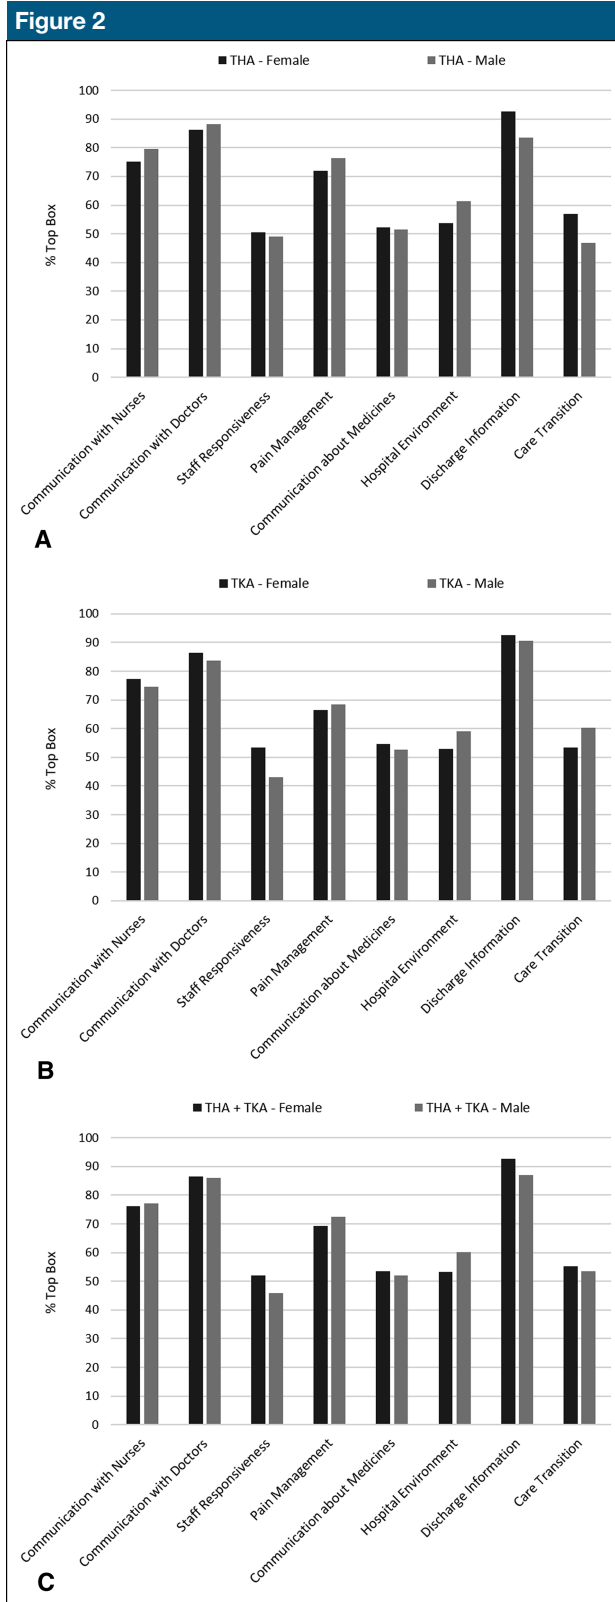 Figure 2
THA - Female THA - Male
100
90
80
70
60
50
40
30
20
10
0
% Top Box
Communication with Nurses
Communication with Doctors
Staff Responsiveness
Pain Management
Communication about Medicines
Hospital Environment
Discharge Information
Care Transition
A
TKA - Female TKA - Male
100
90
80
70
60
50
40
30
20
10
0
% Top Box
Communication with Nurses
Communication with Doctors
Staff Responsiveness
Pain Management
Communication about Medicines
Hospital Environment
Discharge Information
Care Transition
B
THA + TKA - Female THA + TKA - Male
100
90
80
70
60
50
40
30
20
10
0
% Top Box
Communication with Nurses
Communication with Doctors
Staff Responsiveness
Pain Management
Communication about Medicines
Hospital Environment
Discharge Information
Care Transition
C